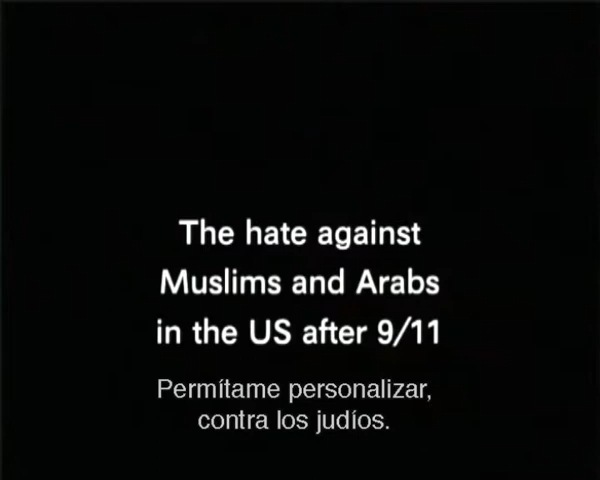 The hate against
Muslims and Arabs
in the US after 9/11
Permítame personalizar,
contra los judíos.